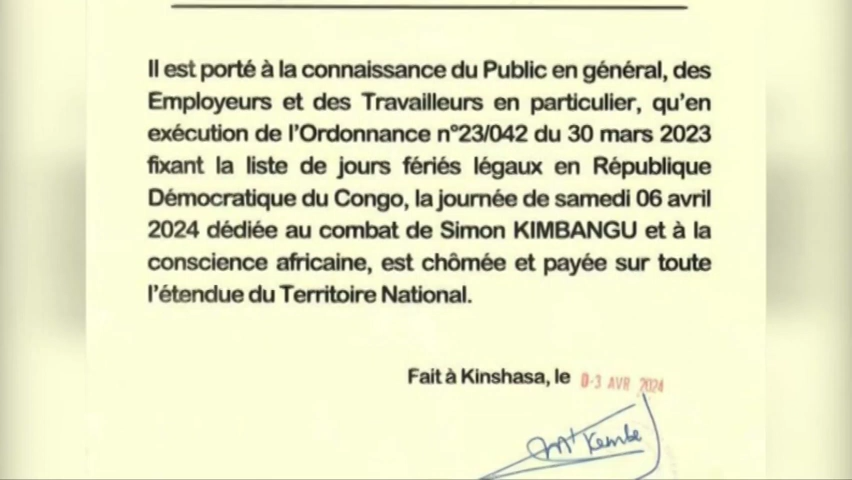 Il est porté à la connaissance du Public en général, des
Employeurs et des Travailleurs en particulier, qu'en
exécution de l'Ordonnance n°23/042 du 30 mars 2023
fixant la liste de jours fériés légaux en République
Démocratique du Congo, la journée de samedi 06 avril
2024 dédiée au combat de Simon KIMBANGU et à la
conscience africaine, est chômée et payée sur toute
l'étendue du Territoire National.
Fait à Kinshasa, le 0-3 AVR 2024
Kembe